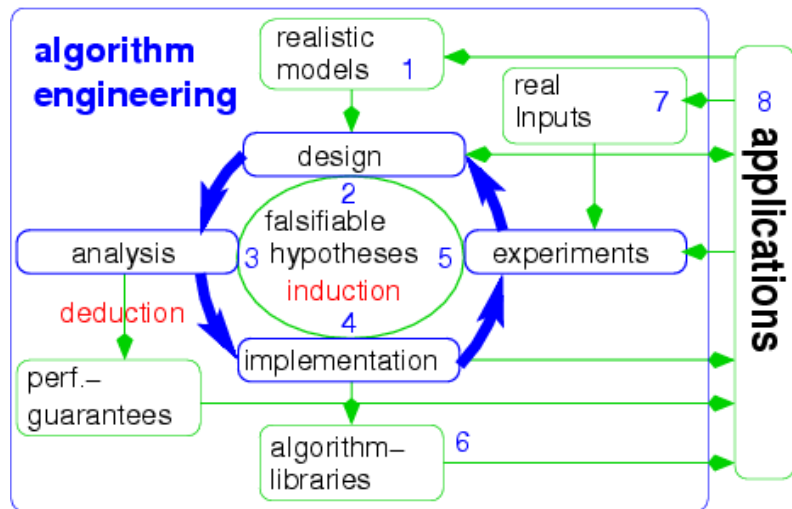 algorithm
engineering
realistic
models 1
real
Inputs
7
8
applications
design
2
falsifiable
hypotheses
induction
analysis
3
5
experiments
deduction
4
implementation
perf.–
guarantees
algorithm–
libraries
6